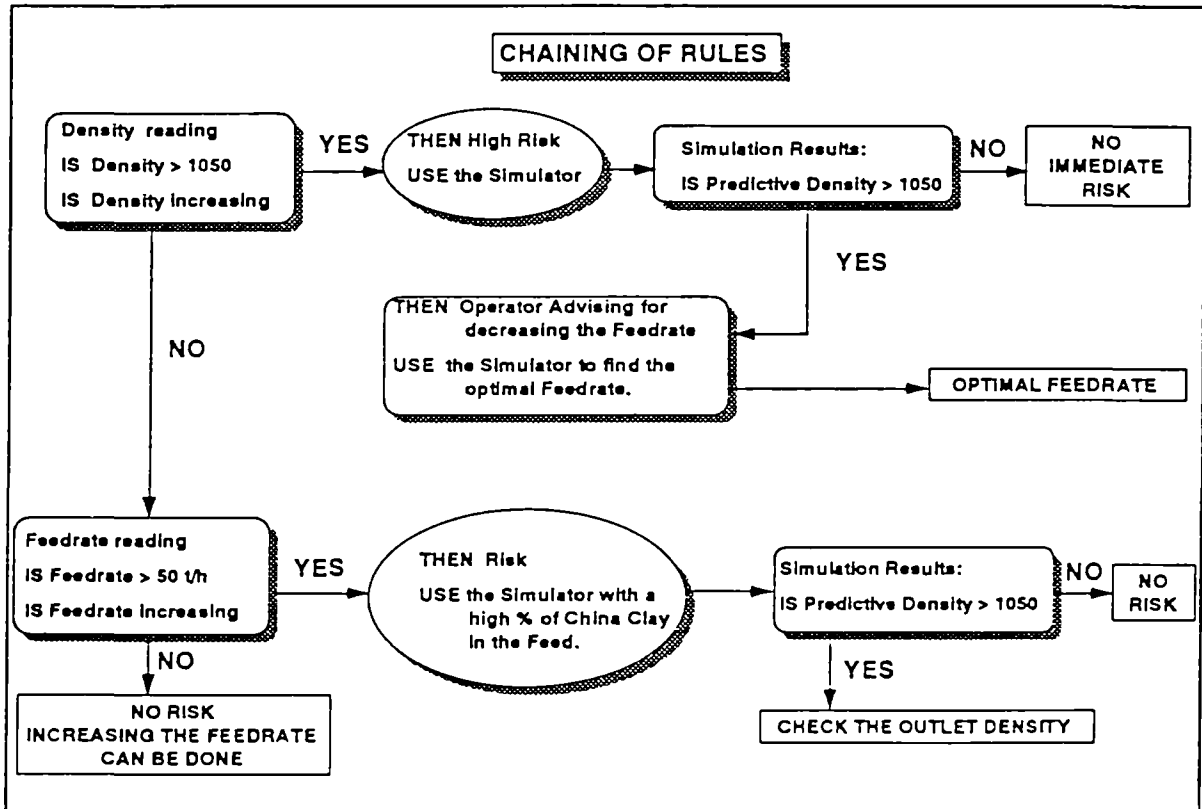 CHAINING OF RULES
Density reading
IS Density > 1050
IS Density increasing
YES
THEN High Risk
USE the Simulator
Simulation Results:
IS Predictive Density > 1050
NO
NO
IMMEDIATE
RISK
YES
THEN Operator Advising for
decreasing the Feedrate
USE the Simulator to find the
optimal Feedrate.
OPTIMAL FEEDRATE
NO
Feedrate reading
IS Feedrate > 50 t/h
IS Feedrate increasing
YES
THEN Risk
USE the Simulator with a
high % of China Clay
in the Feed.
Simulation Results:
IS Predictive Density > 1050
NO
NO
RISK
YES
CHECK THE OUTLET DENSITY
NO
NO RISK
INCREASING THE FEEDRATE
CAN BE DONE